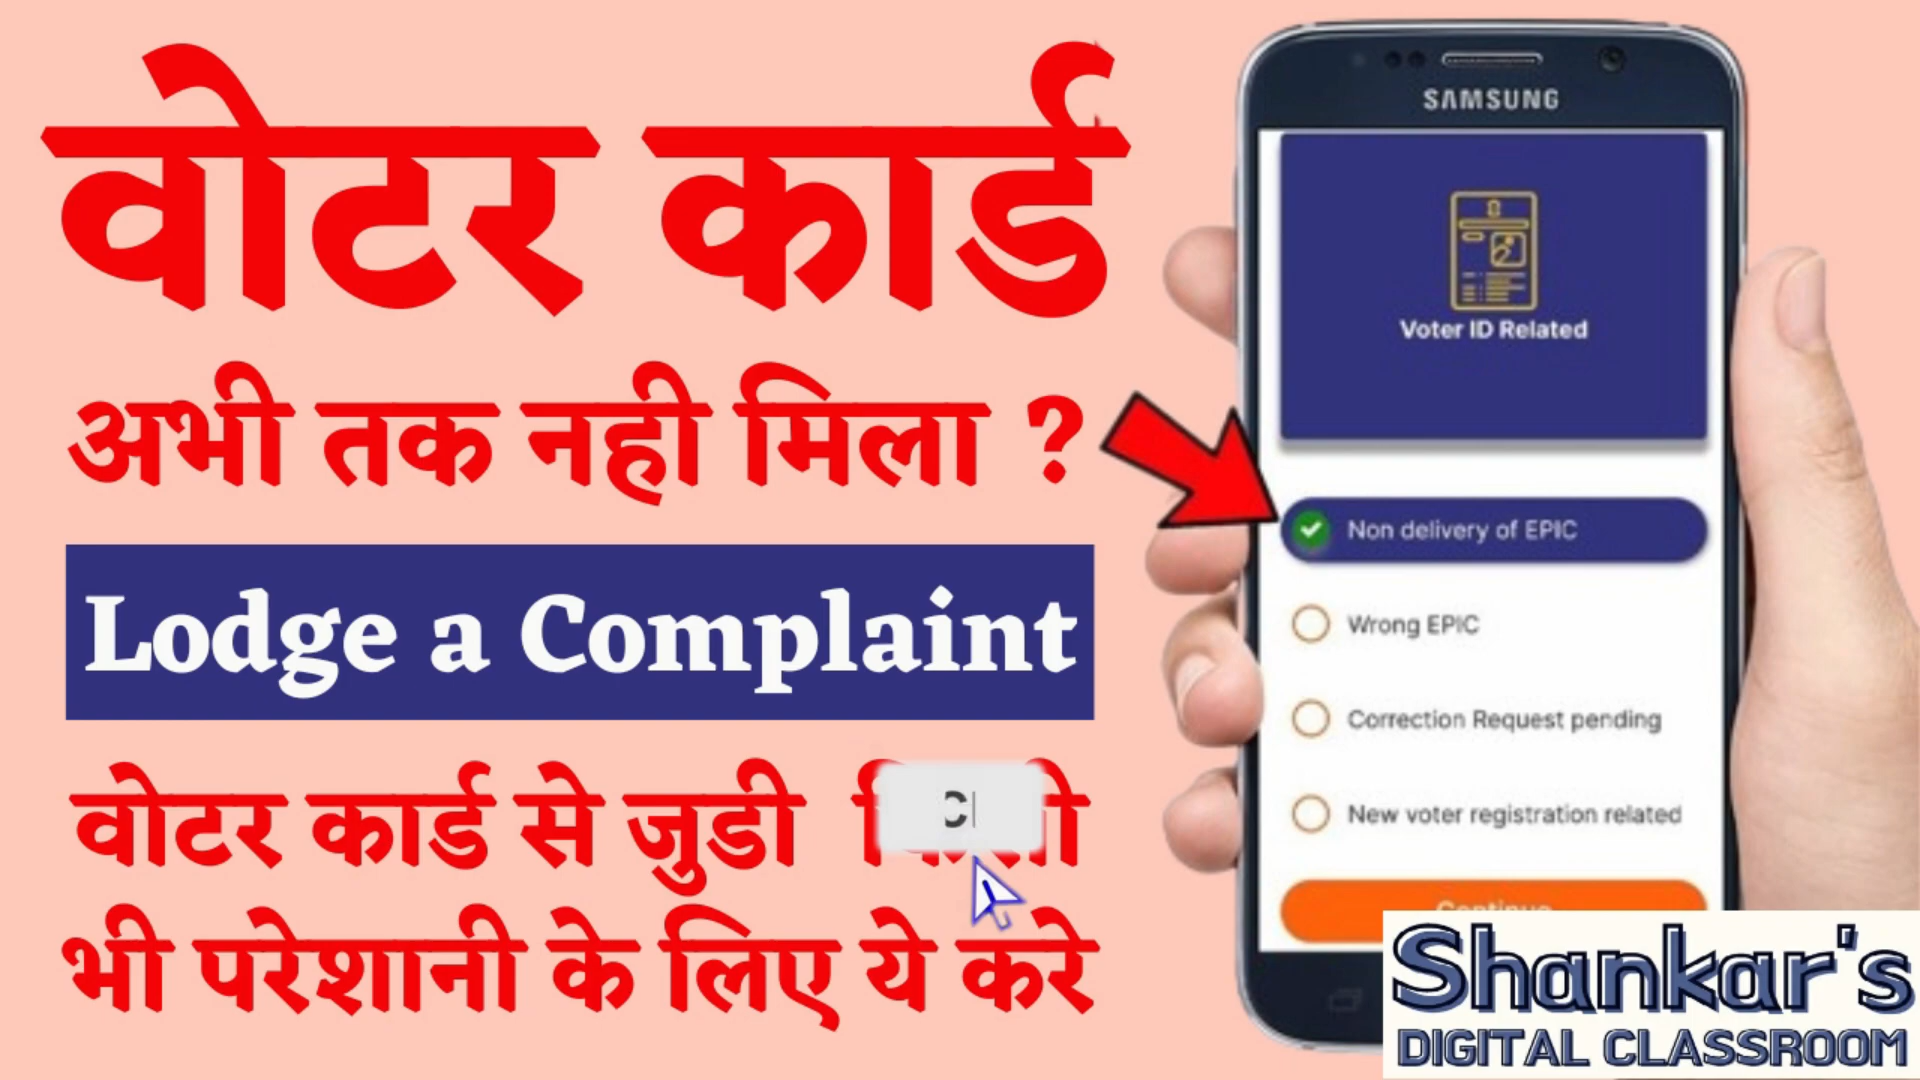 वोटर कार्ड
अभी तक नही मिला ?
Lodge a Complaint
वोटर कार्ड से जुडी
भी परेशानी के लिए ये करे
SAMSUNG
Voter ID Related
Non delivery of EPIC
Wrong EPIC
Correction Request pending
New voter registration related
Shankar's
DIGITAL CLASSROOM